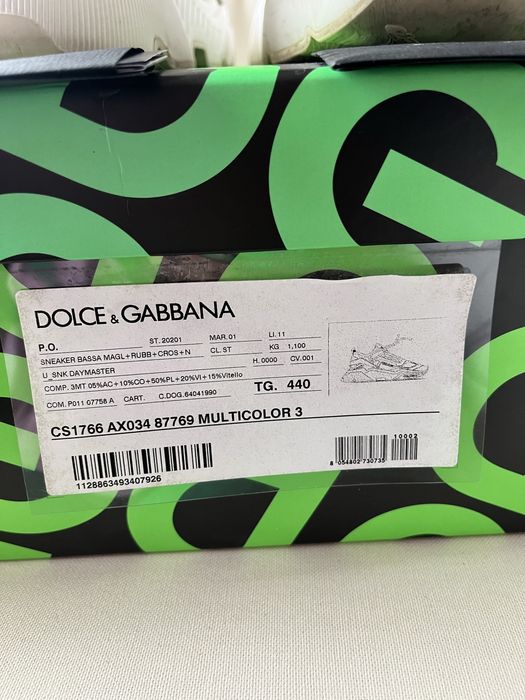 DOLCE & GABBANA
P.O. ST. 20201 MAR. 01 LI. 11
SNEAKER BASSA MAGL+RUBB+CROS+N CL. ST KG 1,100
U_SNK DAYMASTER H. 0000 CV. 001
COMP. 3MT 05%AC+10%CO+50%PL+20%VI+15%Vitello
COM. P011 07758 A CART. C.DOG. 64041990 TG. 440
CS1766 AX034 87769 MULTICOLOR 3
10002
1128863493407926
8 054802 730735